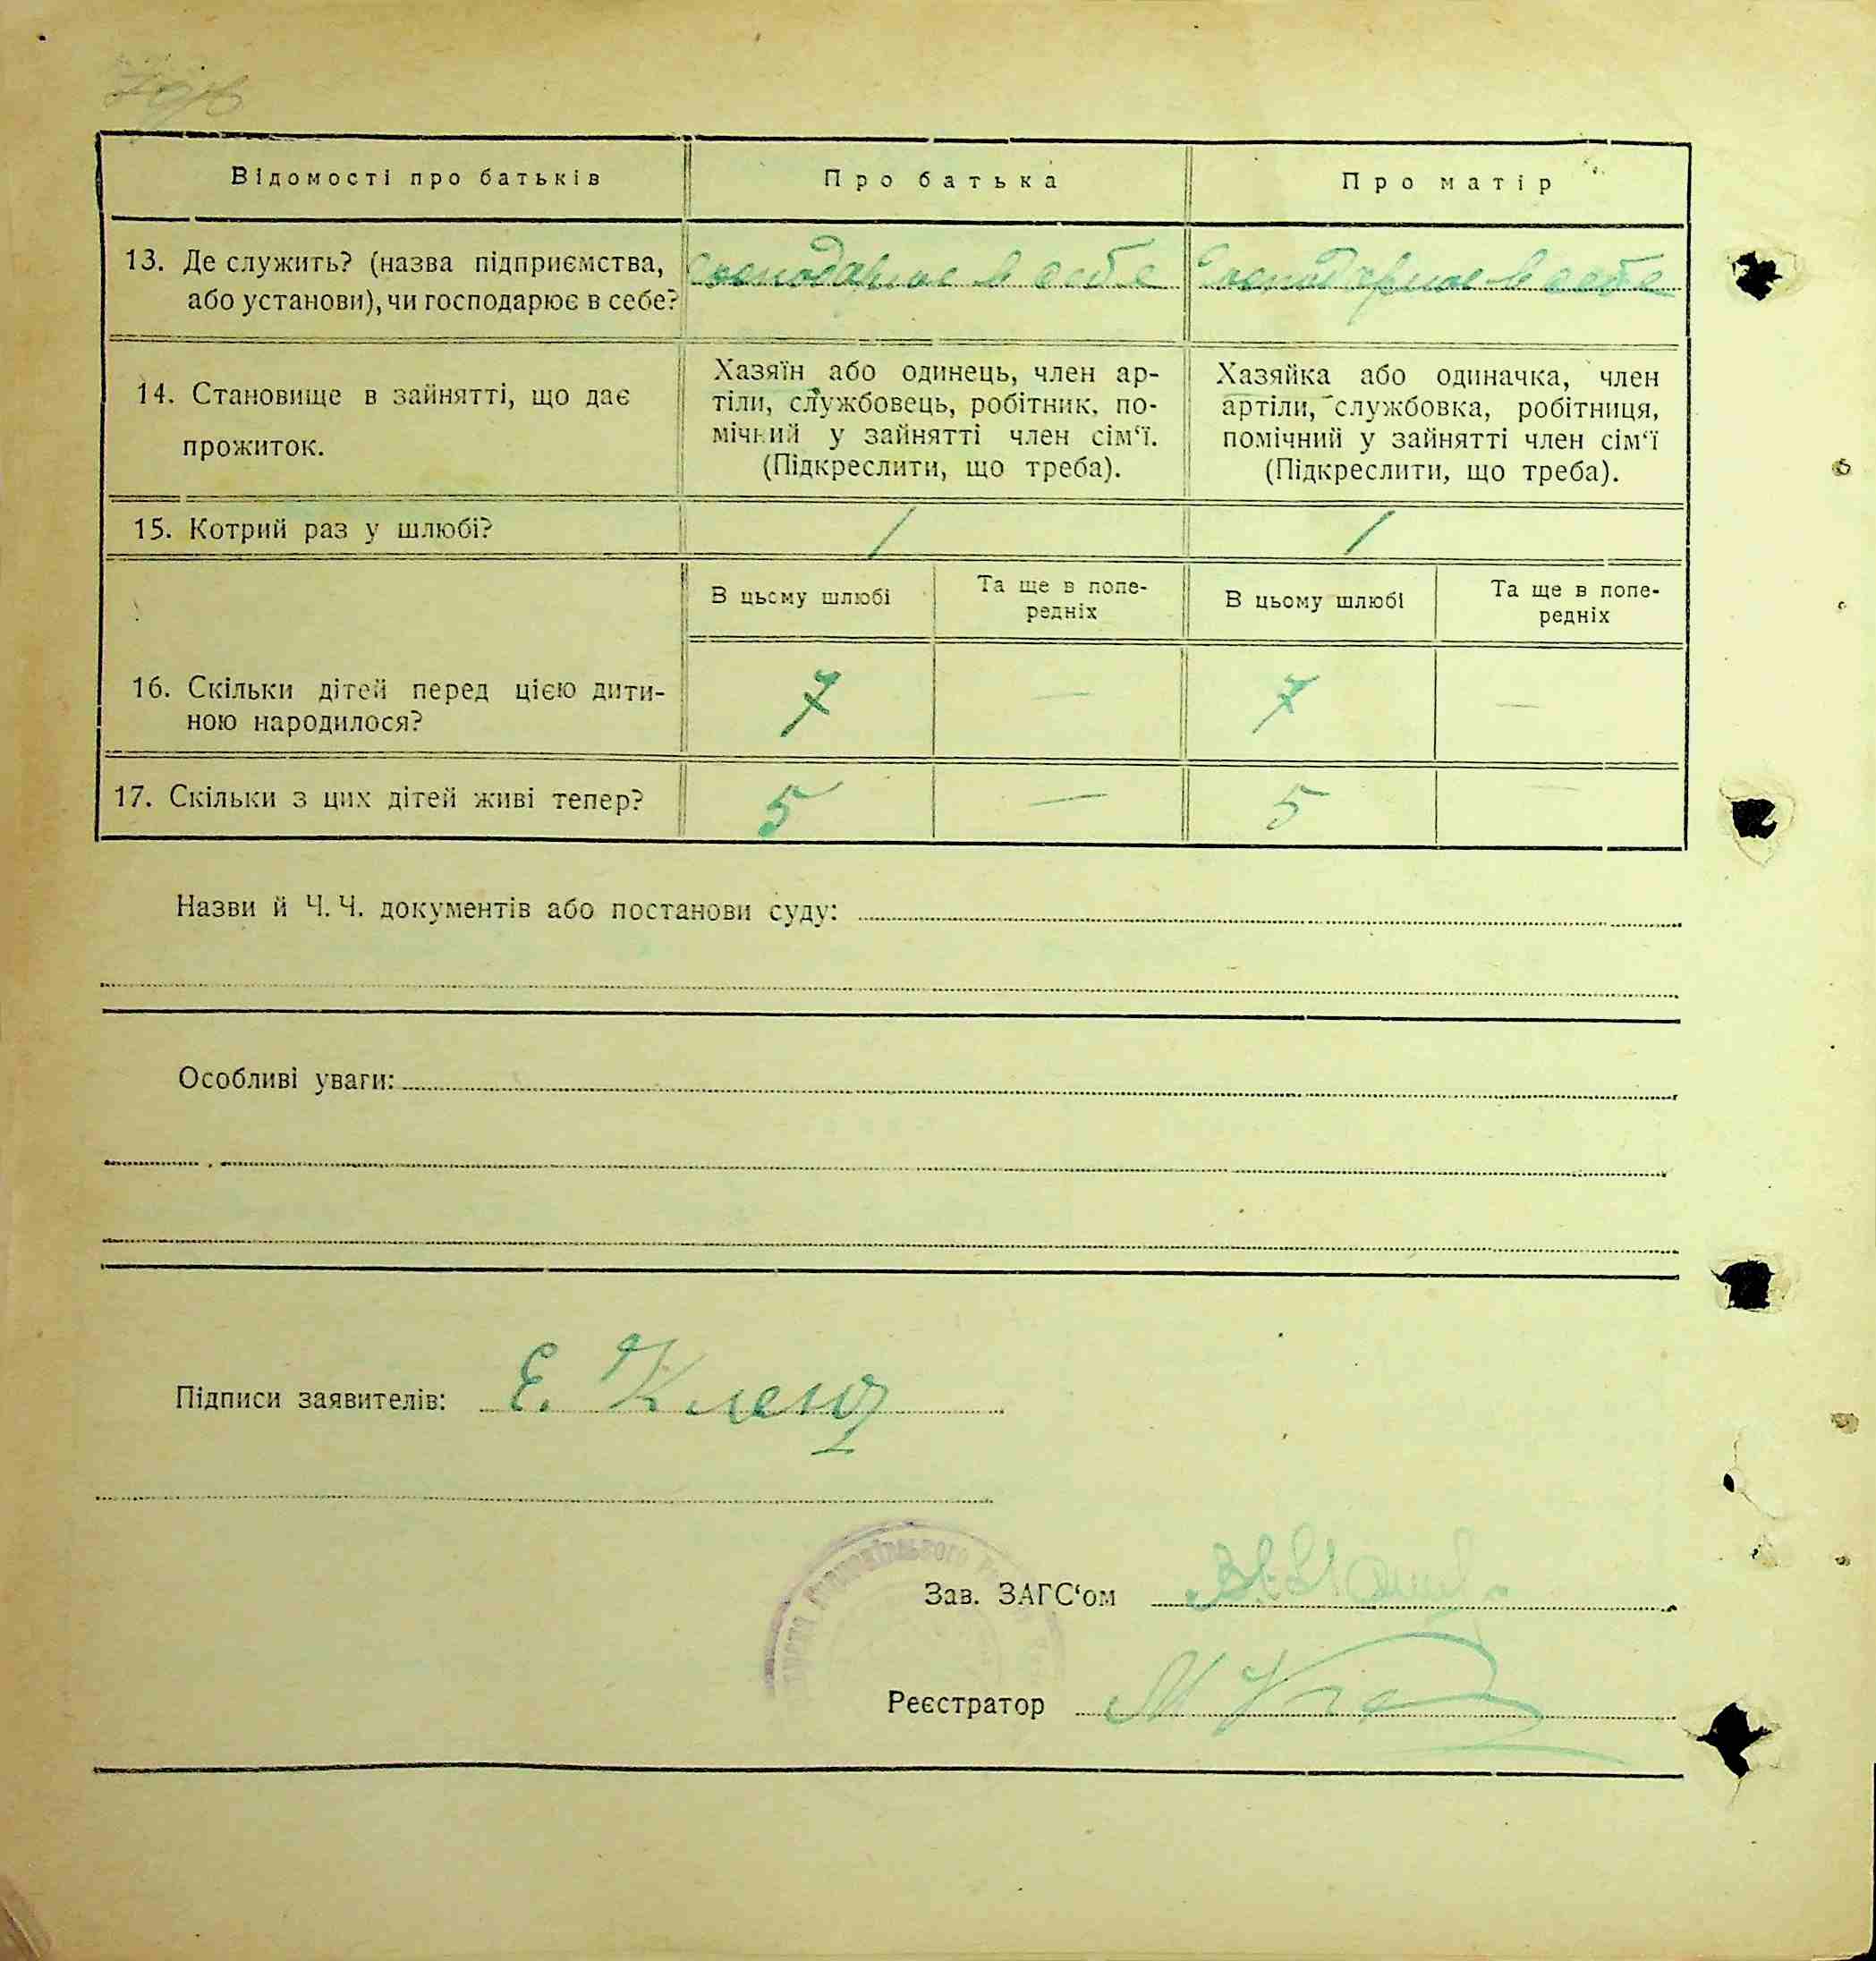 Відомості про батьків
Про батька
Про матір
13. Де служить? (назва підприємства,
або установи), чи господарює в себе?
господарює в себе
господарює в себе
14. Становище в зайнятті, що дає
прожиток.
Хазяїн або одинець, член ар-
тіли, службовець, робітник, по-
мічний у зайнятті член сім'ї.
(Підкреслити, що треба).
Хазяйка або одиначка, член
артіли, службовка, робітниця,
помічний у зайнятті член сім'ї
(Підкреслити, що треба).
15. Котрий раз у шлюбі?
1
1
В цьому шлюбі
Та ще в попе-
редніх
В цьому шлюбі
Та ще в попе-
редніх
16. Скільки дітей перед цією дити-
ною народилося?
7
—
7
—
17. Скільки з цих дітей живі тепер?
5
—
5
—
Назви й Ч. Ч. документів або постанови суду:
Особливі уваги:
Підписи заявителів: Є.
Зав. ЗАГС'ом
Реєстратор